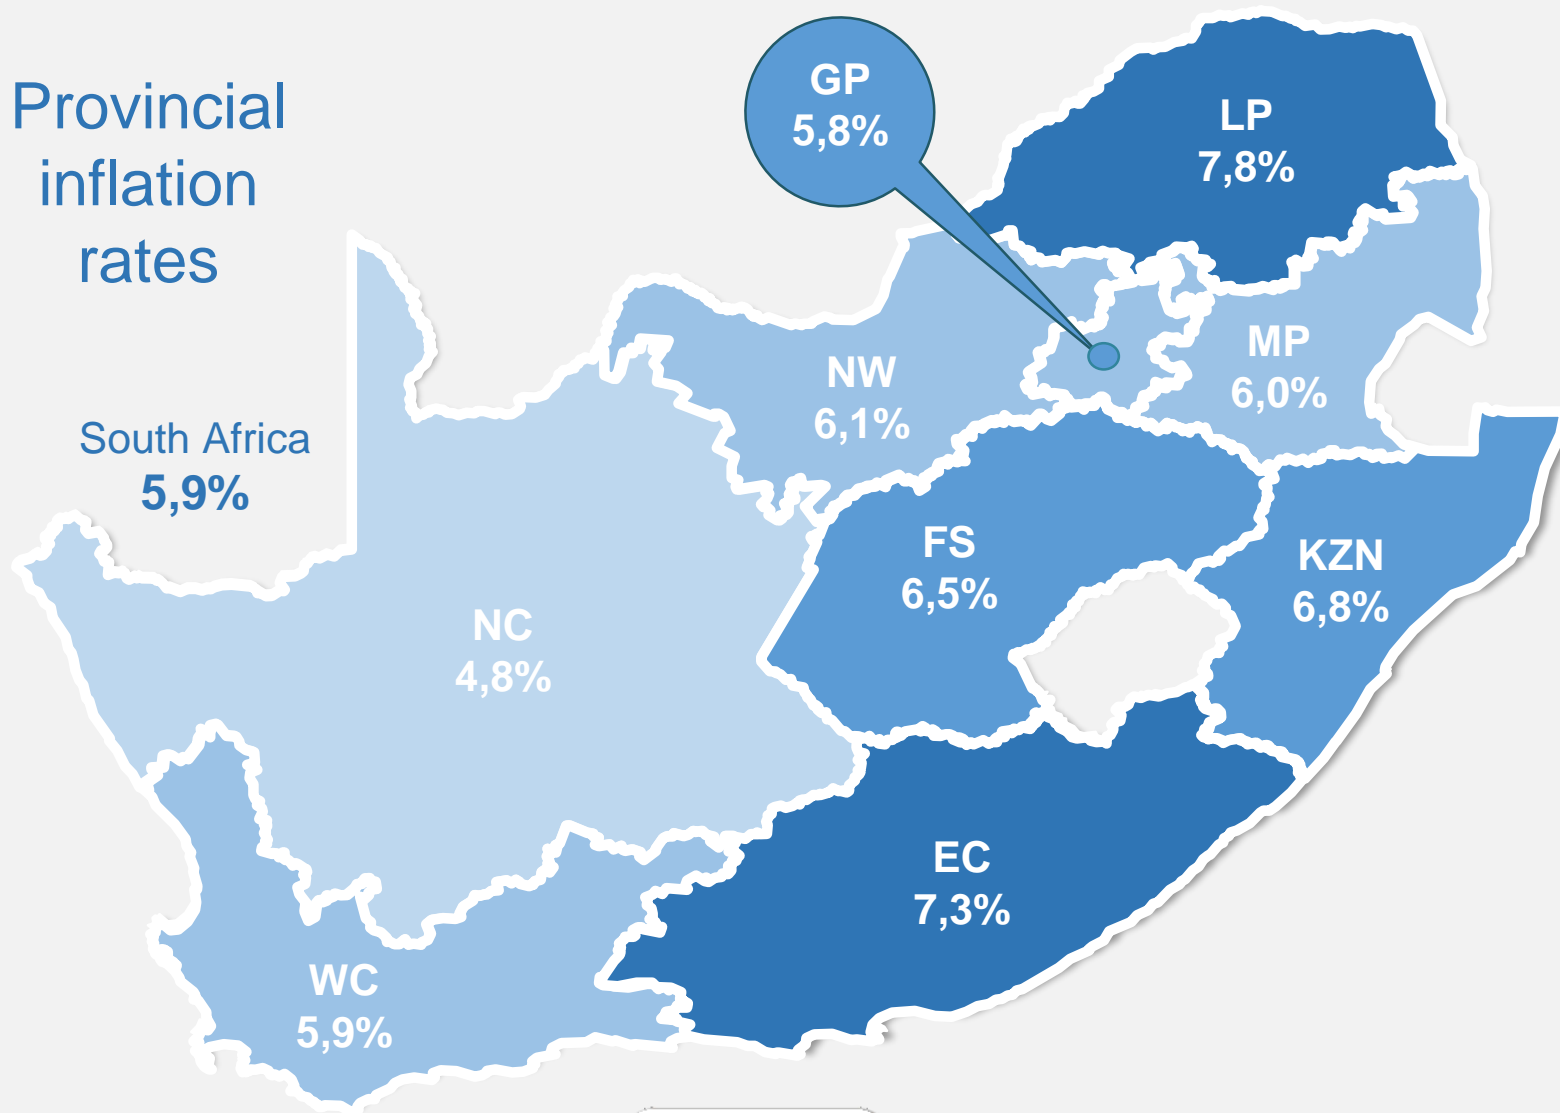 Provincial
inflation
rates
South Africa
5,9%
GP
5,8%
LP
7,8%
MP
6,0%
NW
6,1%
FS
6,5%
KZN
6,8%
NC
4,8%
EC
7,3%
WC
5,9%